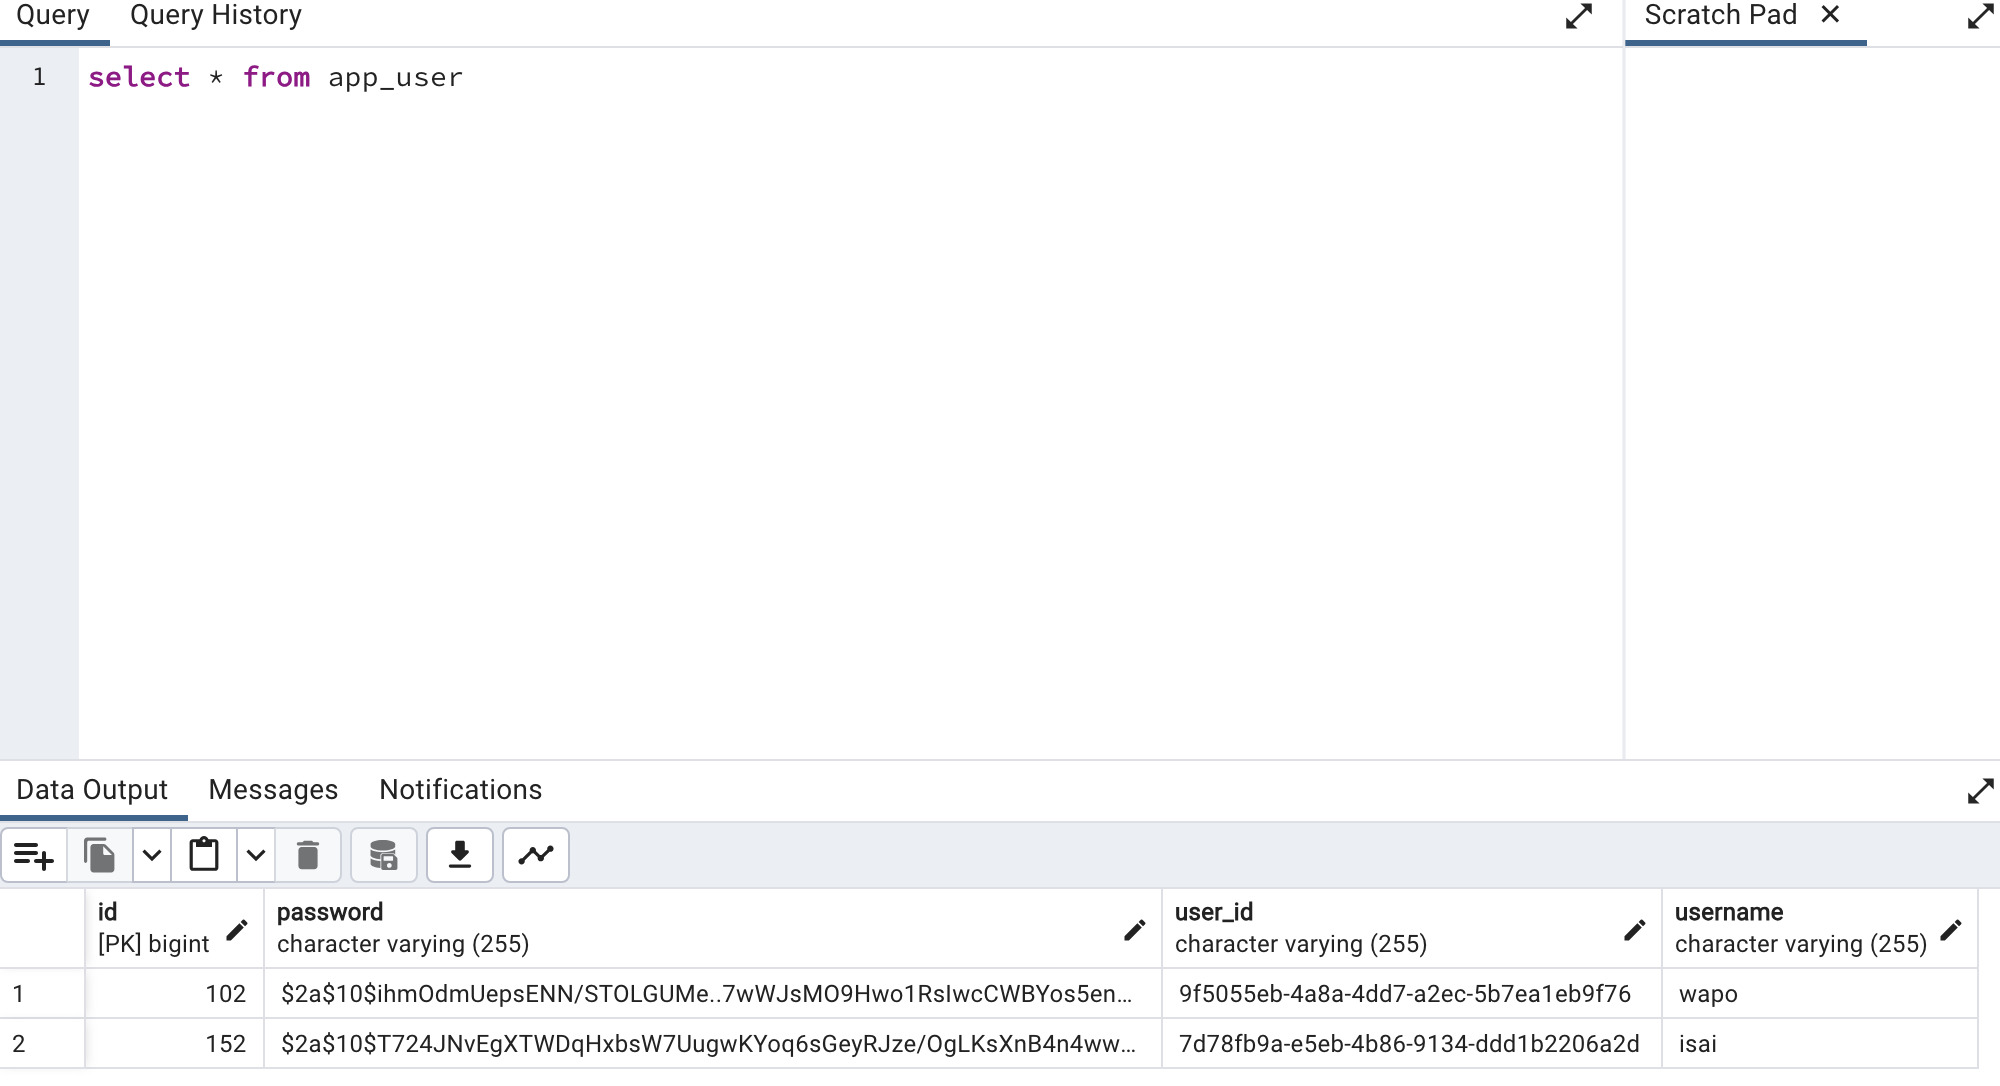 Query Query History Scratch Pad
1 select * from app_user
Data Output Messages Notifications
id password user_id username
[PK] bigint character varying (255) character varying (255) character varying (255)
1 102 $2a$10$ihmOdmUepsENN/STOLGUMe..7wWJsMO9Hwo1RsIwcCWBYos5en… 9f5055eb-4a8a-4dd7-a2ec-5b7ea1eb9f76 wapo
2 152 $2a$10$T724JNvEgXTWDqHxbsW7UugwKYoq6sGeyRJze/OgLKsXnB4n4ww… 7d78fb9a-e5eb-4b86-9134-ddd1b2206a2d isai